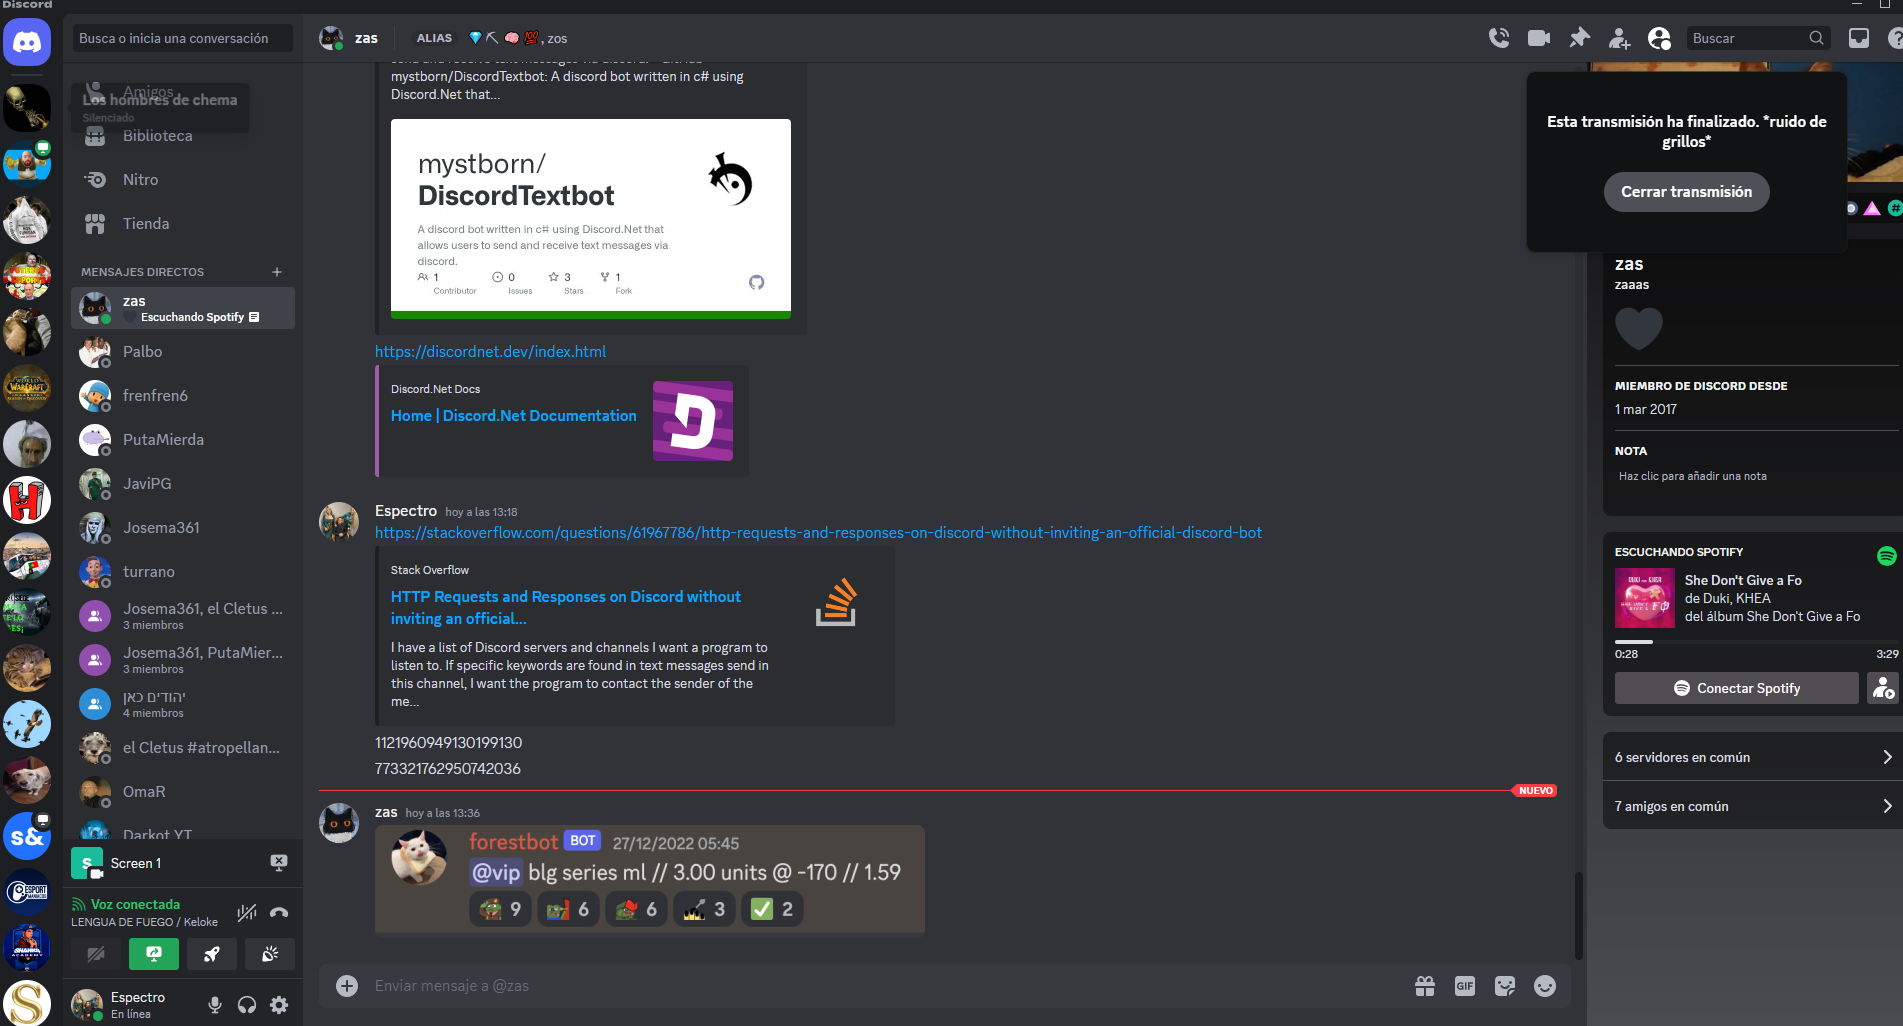 Discord
Busca o inicia una conversación
zas
ALIAS
, zos
Buscar
Los hombres de chema
Silenciado
Amigos
Biblioteca
Nitro
Tienda
MENSAJES DIRECTOS
zas
Escuchando Spotify
Palbo
frenfren6
PutaMierda
JaviPG
Josema361
turrano
Josema361, el Cletus ...
3 miembros
Josema361, PutaMier...
3 miembros
יהודים כאן
4 miembros
el Cletus #atropellan...
OmaR
Darkot YT
Screen 1
Voz conectada
LENGUA DE FUEGO / Keloke
Espectro
En línea
mystborn/DiscordTextbot: A discord bot written in c# using
Discord.Net that...
mystborn/
DiscordTextbot
A discord bot written in c# using Discord.Net that
allows users to send and receive text messages via
discord.
1
Contributor
0
Issues
3
Stars
1
Fork
https://discordnet.dev/index.html
Discord.Net Docs
Home | Discord.Net Documentation
Espectro hoy a las 13:18
https://stackoverflow.com/questions/61967786/http-requests-and-responses-on-discord-without-inviting-an-official-discord-bot
Stack Overflow
HTTP Requests and Responses on Discord without
inviting an official...
I have a list of Discord servers and channels I want a program to
listen to. If specific keywords are found in text messages send in
this channel, I want the program to contact the sender of the
me...
1121960949130199130
773321762950742036
NUEVO
zas hoy a las 13:36
forestbot BOT 27/12/2022 05:45
@vip blg series ml // 3.00 units @ -170 // 1.59
9 6 6 3 2
Enviar mensaje a @zas
GIF
Esta transmisión ha finalizado. *ruido de
grillos*
Cerrar transmisión
zas
zaaas
MIEMBRO DE DISCORD DESDE
1 mar 2017
NOTA
Haz clic para añadir una nota
ESCUCHANDO SPOTIFY
She Don't Give a Fo
de Duki, KHEA
del álbum She Don't Give a Fo
0:28
3:29
Conectar Spotify
6 servidores en común
7 amigos en común